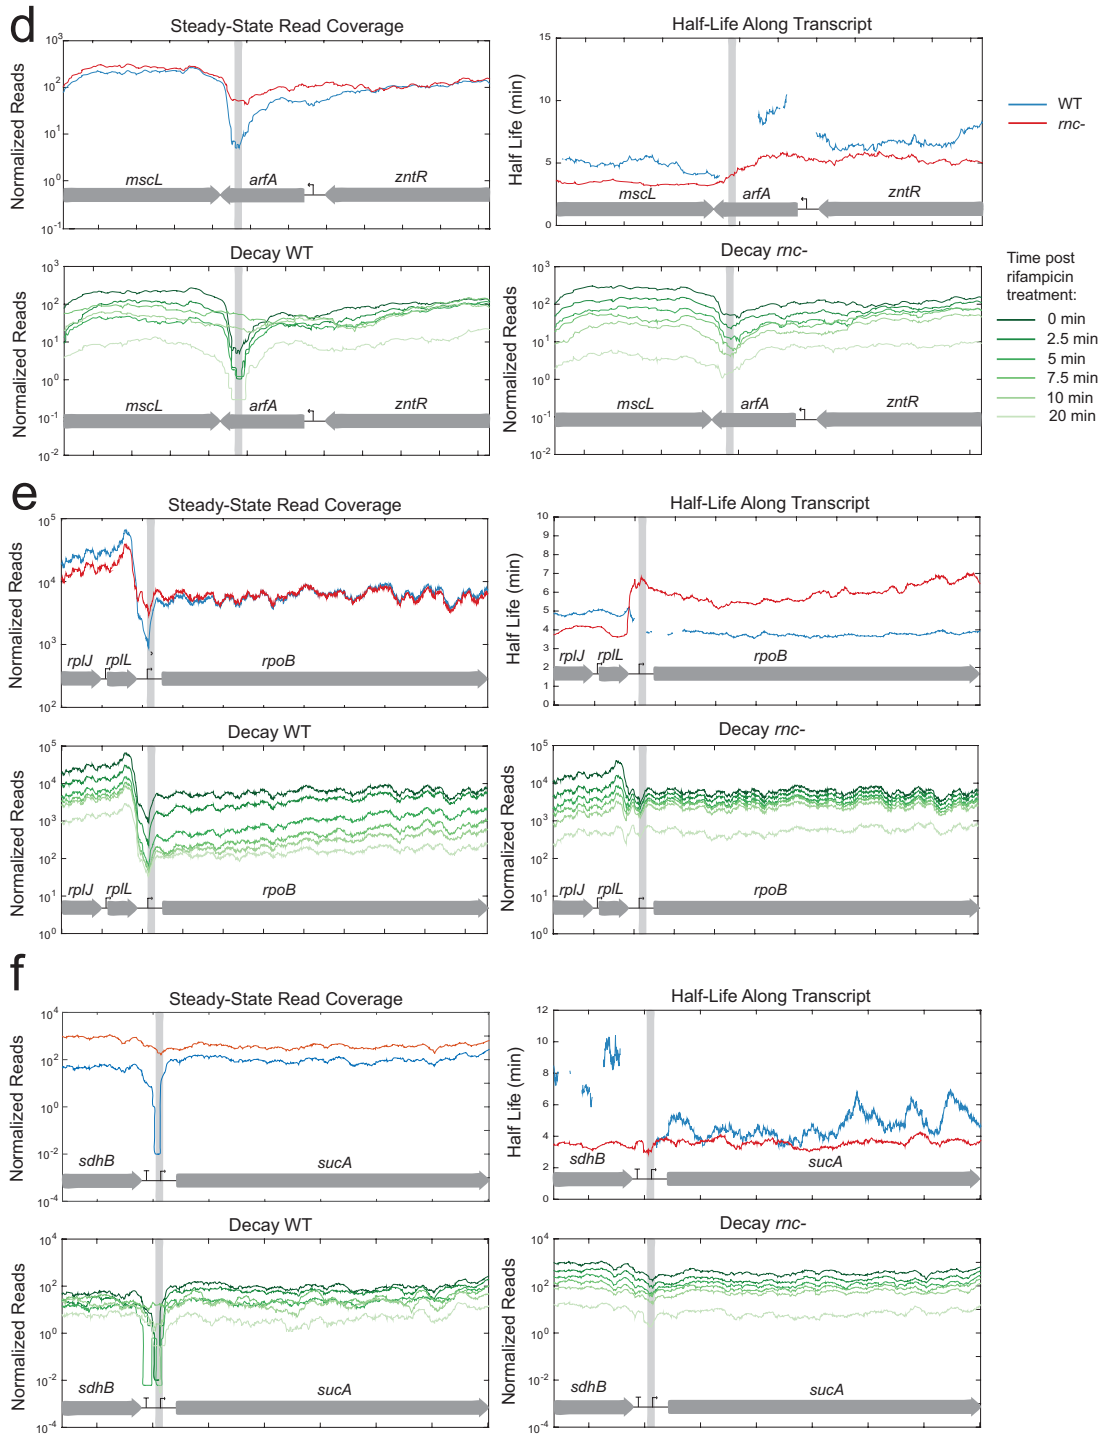 d
Steady-State Read Coverage
Normalized Reads
10³
10²
10¹
10⁰
10⁻¹
mscL
arfA
zntR
Half-Life Along Transcript
Half Life (min)
15
10
5
0
mscL
arfA
zntR
WT
rnc-
Decay WT
Normalized Reads
10³
10²
10¹
10⁰
10⁻¹
10⁻²
mscL
arfA
zntR
Decay rnc-
Normalized Reads
10³
10²
10¹
10⁰
10⁻¹
10⁻²
mscL
arfA
zntR
Time post
rifampicin
treatment:
0 min
2.5 min
5 min
7.5 min
10 min
20 min
e
Steady-State Read Coverage
Normalized Reads
10⁵
10⁴
10³
10²
rplJ
rplL
rpoB
Half-Life Along Transcript
Half Life (min)
10
9
8
7
6
5
4
3
2
1
0
rplJ
rplL
rpoB
Decay WT
Normalized Reads
10⁵
10⁴
10³
10²
10¹
10⁰
rplJ
rplL
rpoB
Decay rnc-
Normalized Reads
10⁵
10⁴
10³
10²
10¹
10⁰
rplJ
rplL
rpoB
f
Steady-State Read Coverage
Normalized Reads
10⁴
10²
10⁰
10⁻²
10⁻⁴
sdhB
sucA
Half-Life Along Transcript
Half Life (min)
12
10
8
6
4
2
0
sdhB
sucA
Decay WT
Normalized Reads
10⁴
10²
10⁰
10⁻²
10⁻⁴
sdhB
sucA
Decay rnc-
Normalized Reads
10⁴
10²
10⁰
10⁻²
10⁻⁴
sdhB
sucA